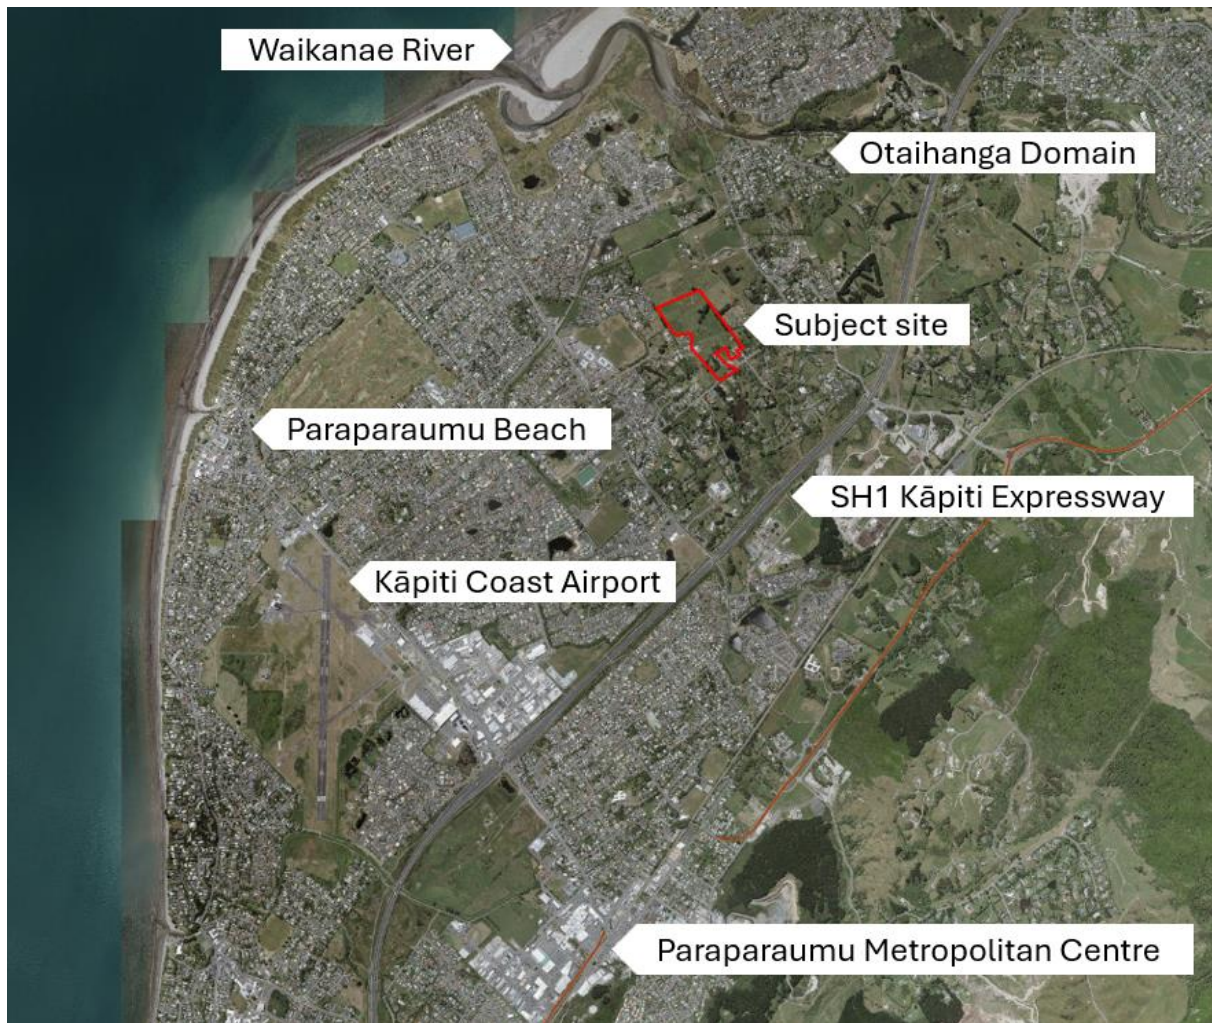 Waikanae River
Otaihanga Domain
Subject site
Paraparaumu Beach
SH1 Kāpiti Expressway
Kāpiti Coast Airport
Paraparaumu Metropolitan Centre